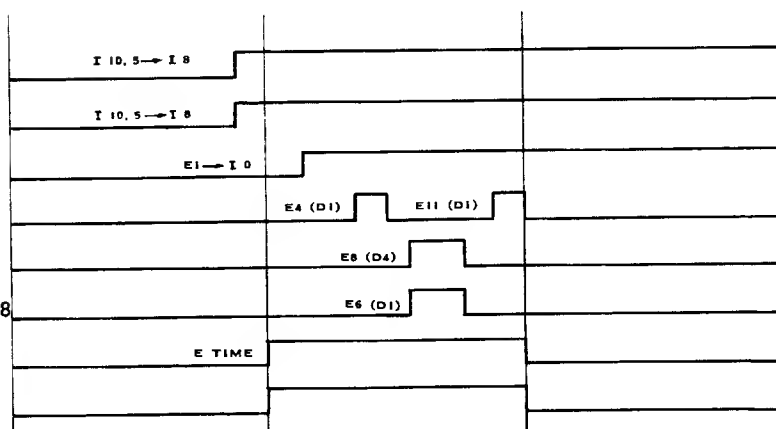 I 10, 5→I 8
I 10, 5→I 8
E1→I 0
E4 (D1) E11 (D1)
E8 (D4)
8
E6 (D1)
E TIME